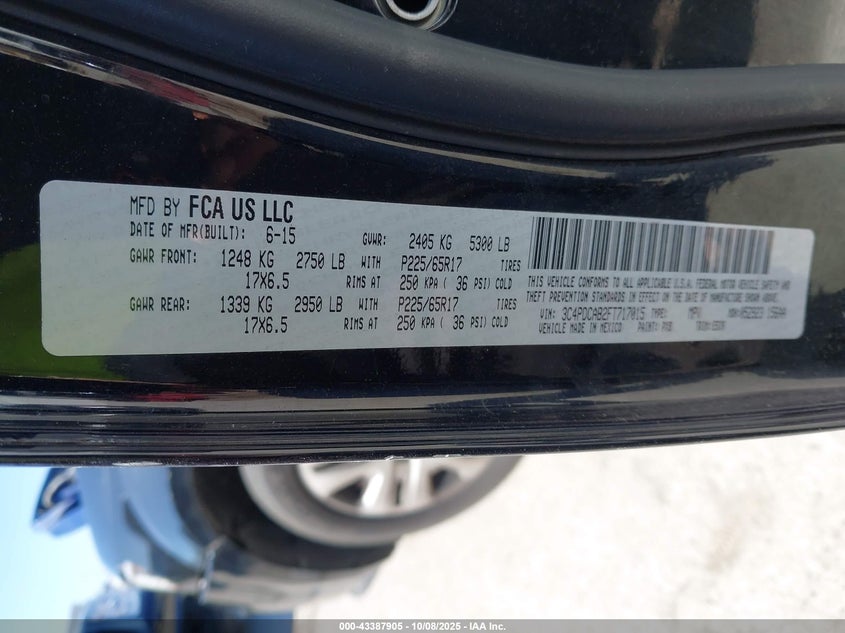 MFD BY FCA US LLC
DATE OF MFR(BUILT): 6-15 GVWR: 2405 KG 5300 LB
GAWR FRONT: 1248 KG 2750 LB WITH P225/65R17 TIRES
17X6.5 RIMS AT 250 KPA ( 36 PSI) COLD
GAWR REAR: 1339 KG 2950 LB WITH P225/65R17 TIRES
17X6.5 RIMS AT 250 KPA ( 36 PSI) COLD
THIS VEHICLE CONFORMS TO ALL APPLICABLE U.S.A. FEDERAL MOTOR VEHICLE SAFETY AND
THEFT PREVENTION STANDARDS IN EFFECT ON THE DATE OF MANUFACTURE SHOWN ABOVE.
VIN: 3C4PDCAB2FT717015 TYPE: MPV MDH:
VEHICLE MADE IN MEXICO PAINT: TRIM:
000-43387905 - 10/08/2025 - IAA Inc.